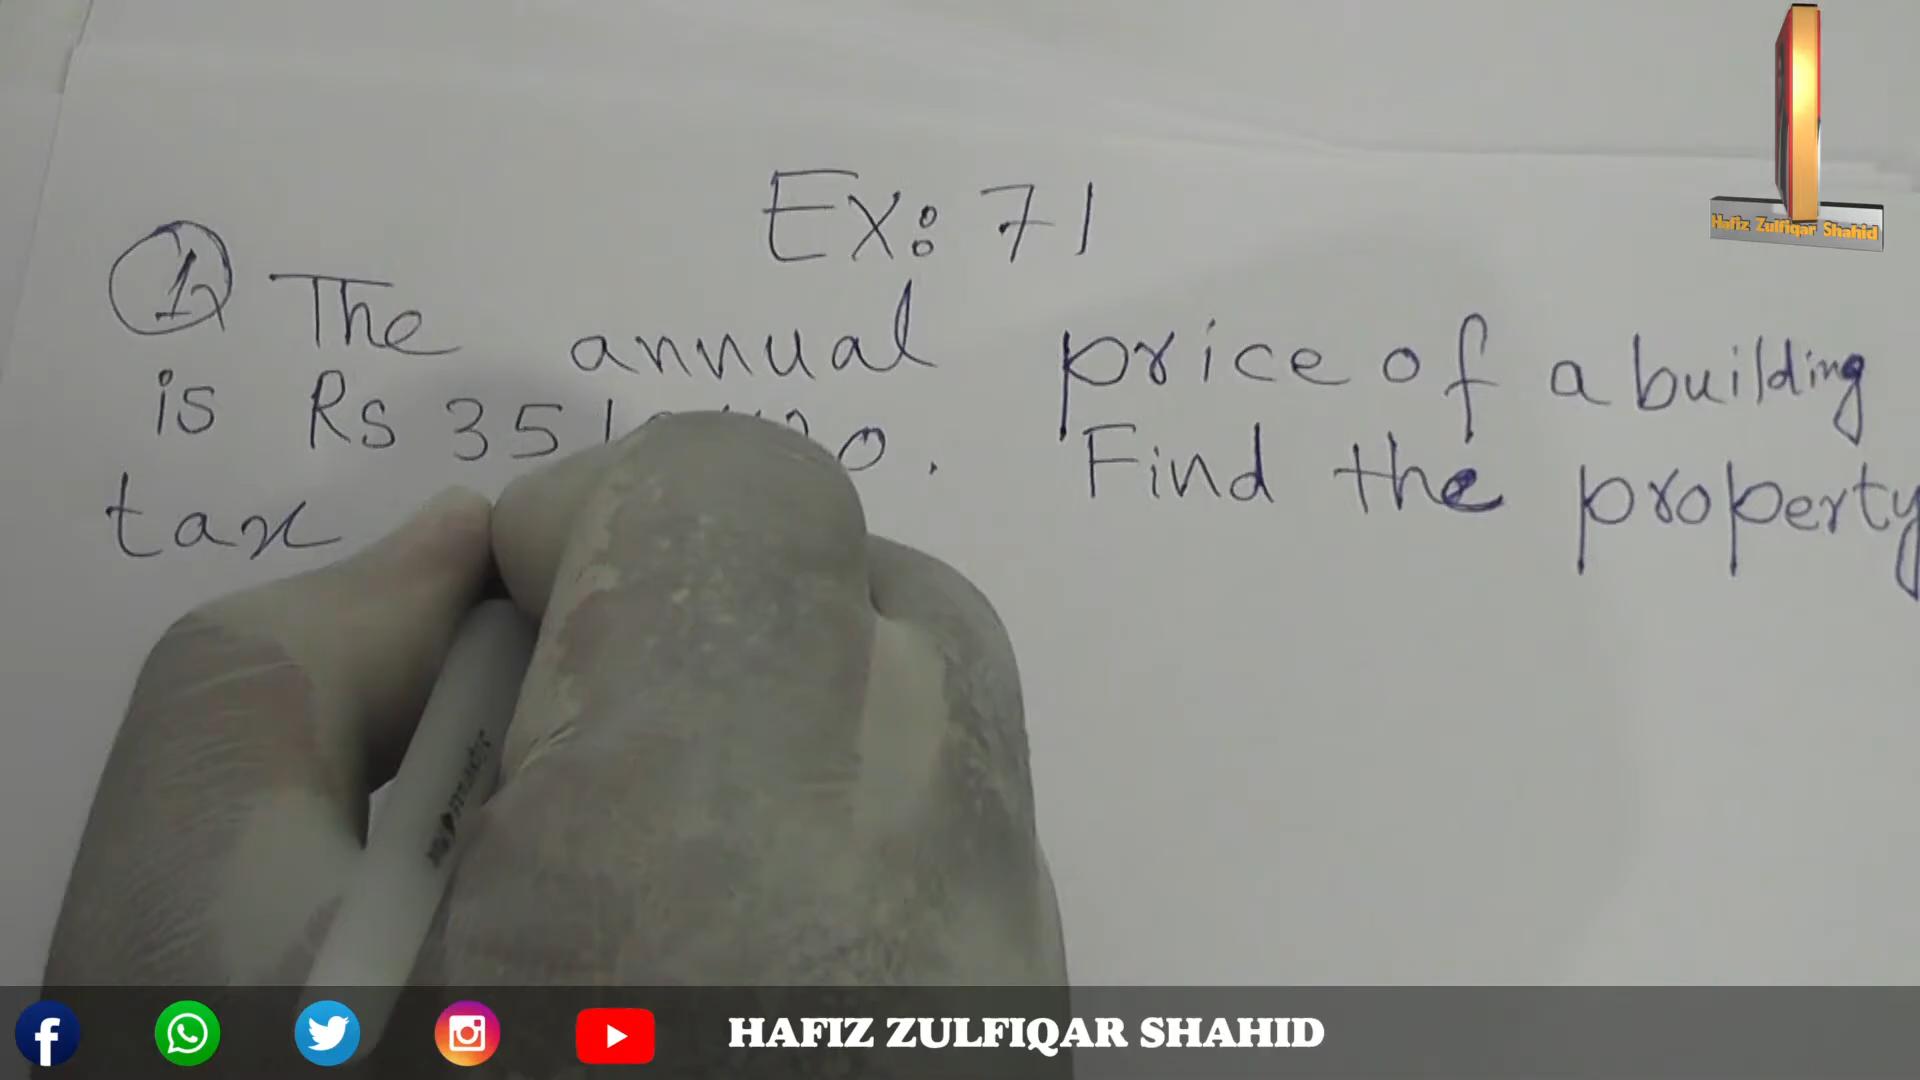 Ex: 71
1 The annual price of a building
is Rs Find the property
tax
Hafiz Zulfiqar Shahid
HAFIZ ZULFIQAR SHAHID